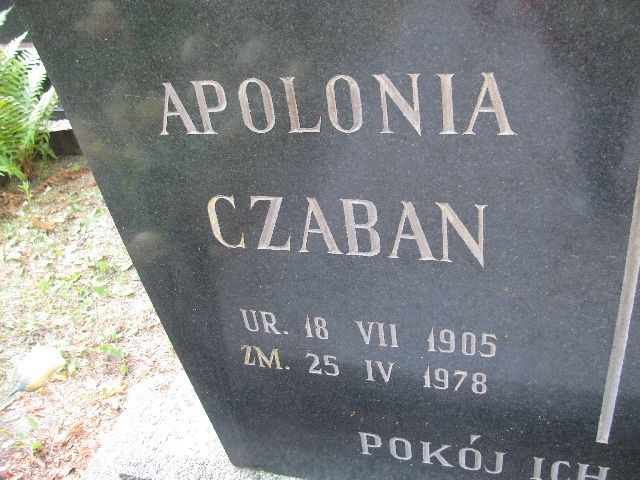 APOLONIA
CZABAN
UR. 18 VII 1905
ZM. 25 IV 1978
POKÓJ ICH